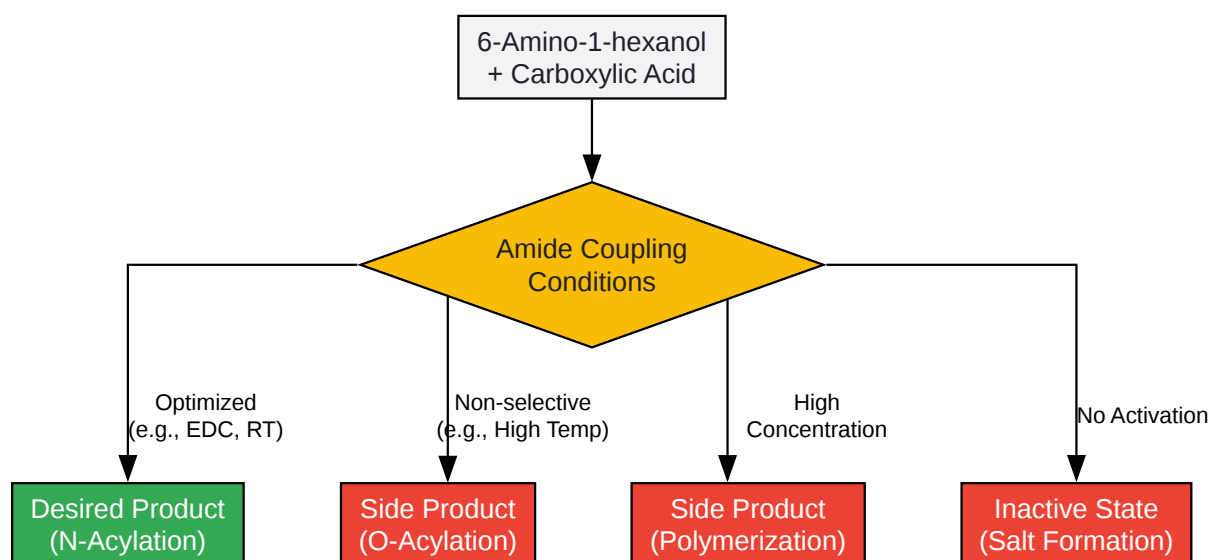 6-Amino-1-hexanol
+ Carboxylic Acid
Amide Coupling
Conditions
Optimized
(e.g., EDC, RT)
Non-selective
(e.g., High Temp)
High
Concentration
No Activation
Desired Product
(N-Acylation)
Side Product
(O-Acylation)
Side Product
(Polymerization)
Inactive State
(Salt Formation)